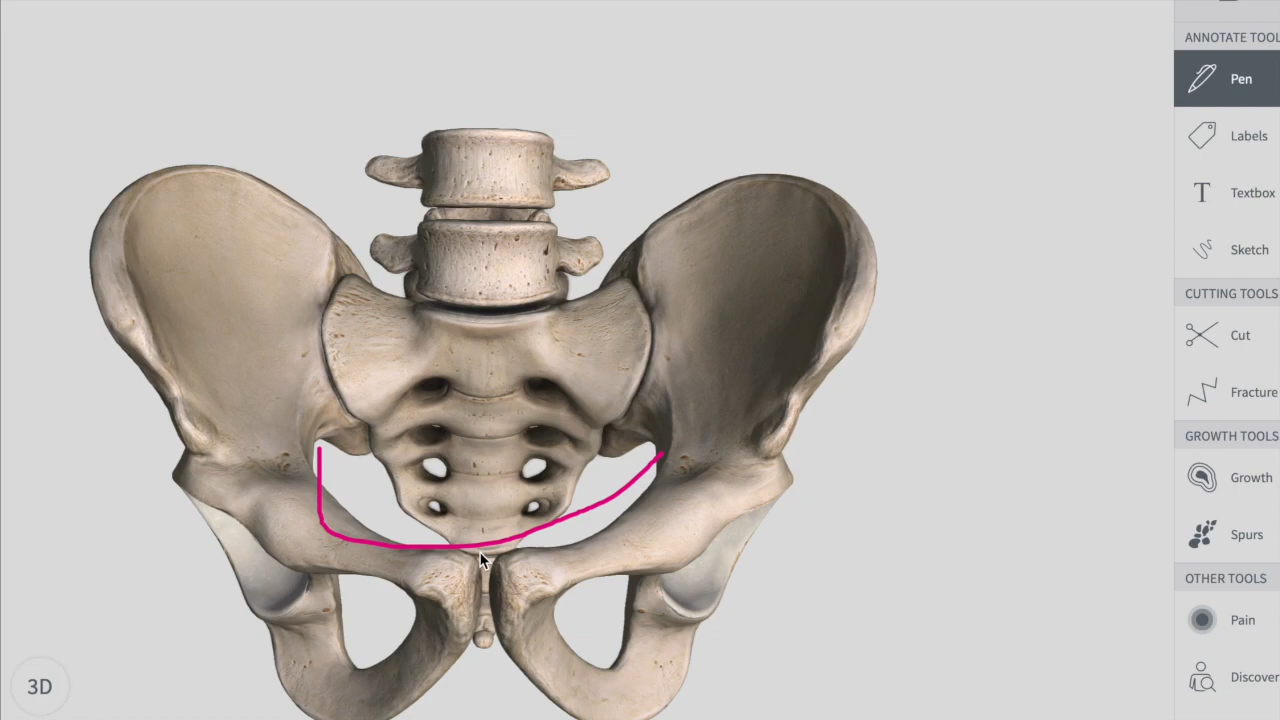 ANNOTATE TOOL
Pen
Labels
Textbox
Sketch
CUTTING TOOLS
Cut
Fracture
GROWTH TOOLS
Growth
Spurs
OTHER TOOLS
Pain
Discover
3D